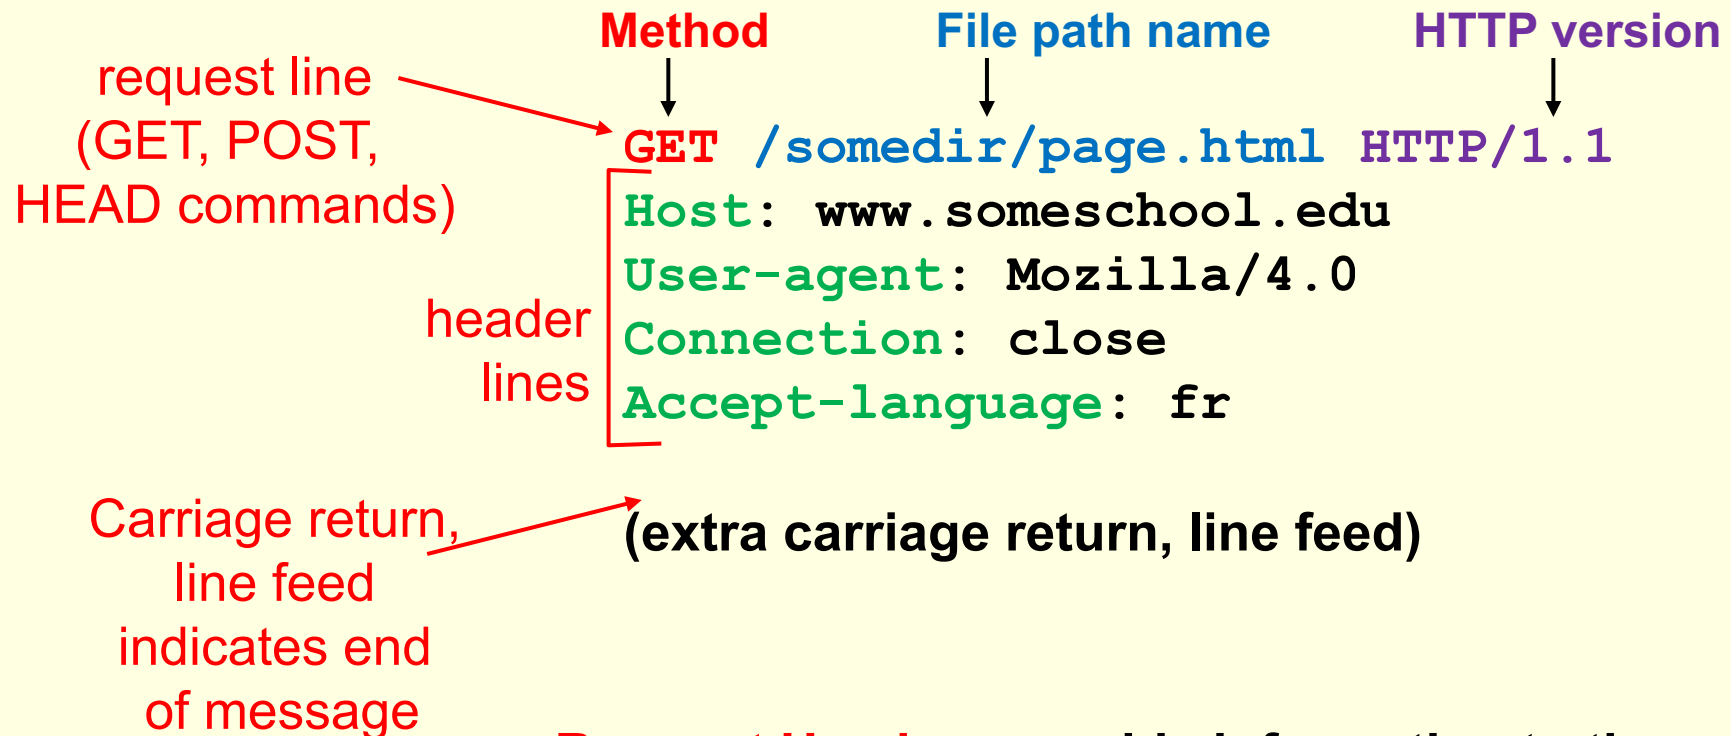 Method File path name HTTP version
request line
(GET, POST,
HEAD commands)
GET /somedir/page.html HTTP/1.1
Host: www.someschool.edu
User-agent: Mozilla/4.0
Connection: close
Accept-language: fr
header
lines
Carriage return,
line feed
indicates end
of message
(extra carriage return, line feed)